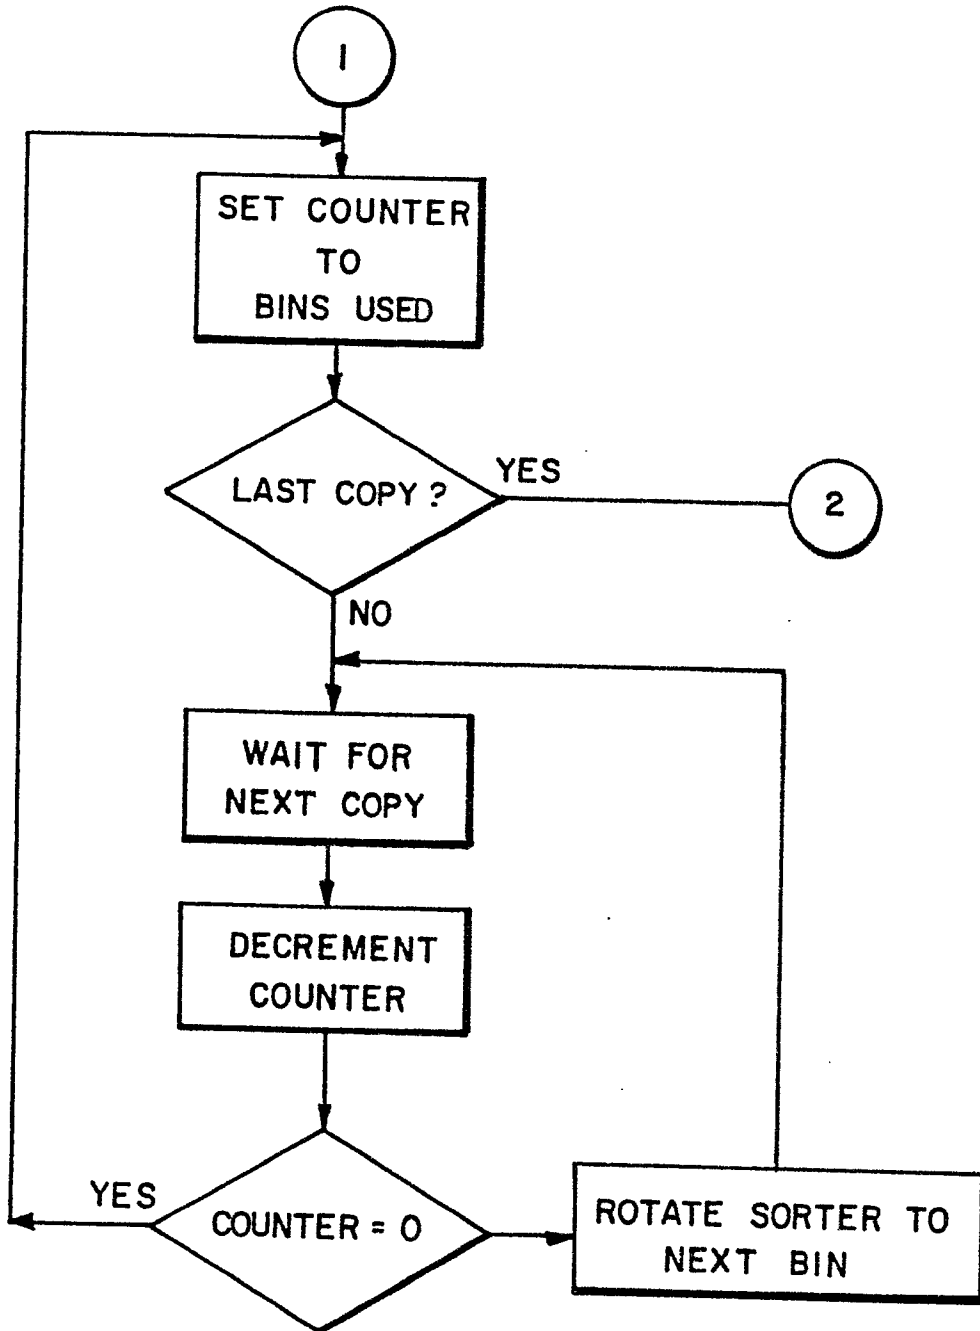 1
SET COUNTER
TO
BINS USED
LAST COPY ?
YES
2
NO
WAIT FOR
NEXT COPY
DECREMENT
COUNTER
YES
COUNTER = 0
ROTATE SORTER TO
NEXT BIN